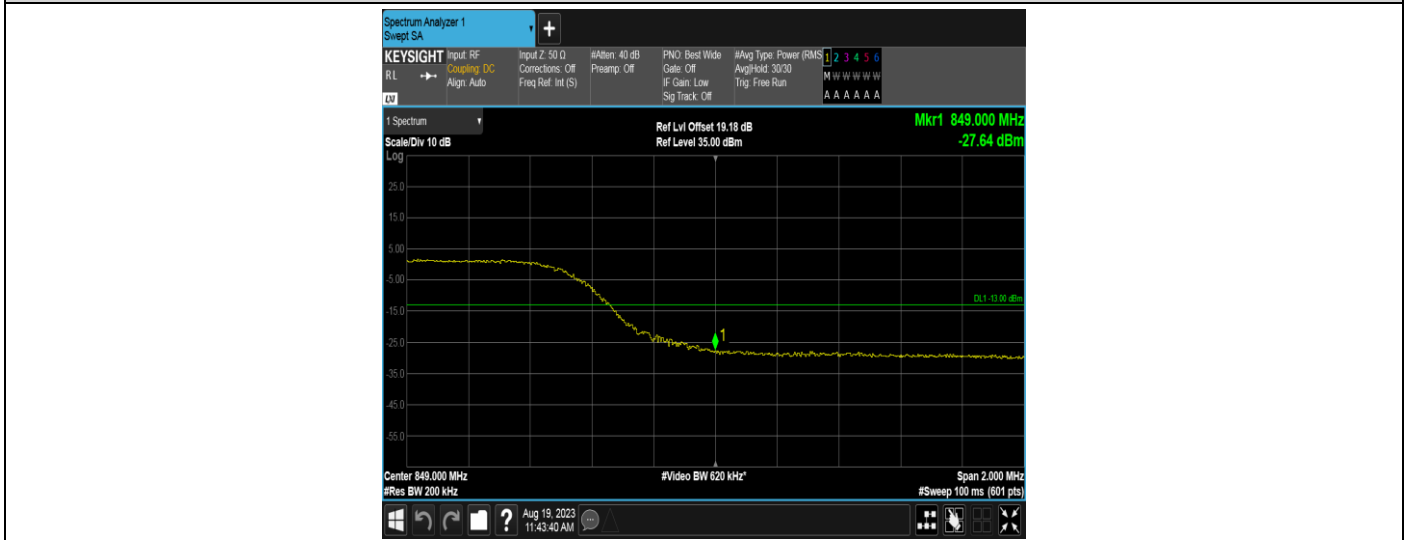 Spectrum Analyzer 1
Swept SA
+
KEYSIGHT Input: RF Input Z: 50 Ω #Atten: 40 dB PNO: Best Wide #Avg Type: Power (RMS 1 2 3 4 5 6
RL Coupling: DC Corrections: Off Preamp: Off Gate: Off Avg|Hold: 30/30 M W W W W W
Align: Auto Freq Ref: Int (S) IF Gain: Low Trig: Free Run
LXI Sig Track: Off A A A A A A
1 Spectrum Ref Lvl Offset 19.18 dB Mkr1 849.000 MHz
Scale/Div 10 dB Ref Level 35.00 dBm -27.64 dBm
Log
25.0
15.0
5.00
-5.00
DL1 -13.00 dBm
-15.0
1
-25.0
-35.0
-45.0
-55.0
Center 849.000 MHz #Video BW 620 kHz* Span 2.000 MHz
#Res BW 200 kHz #Sweep 100 ms (601 pts)
? Aug 19, 2023
11:43:40 AM